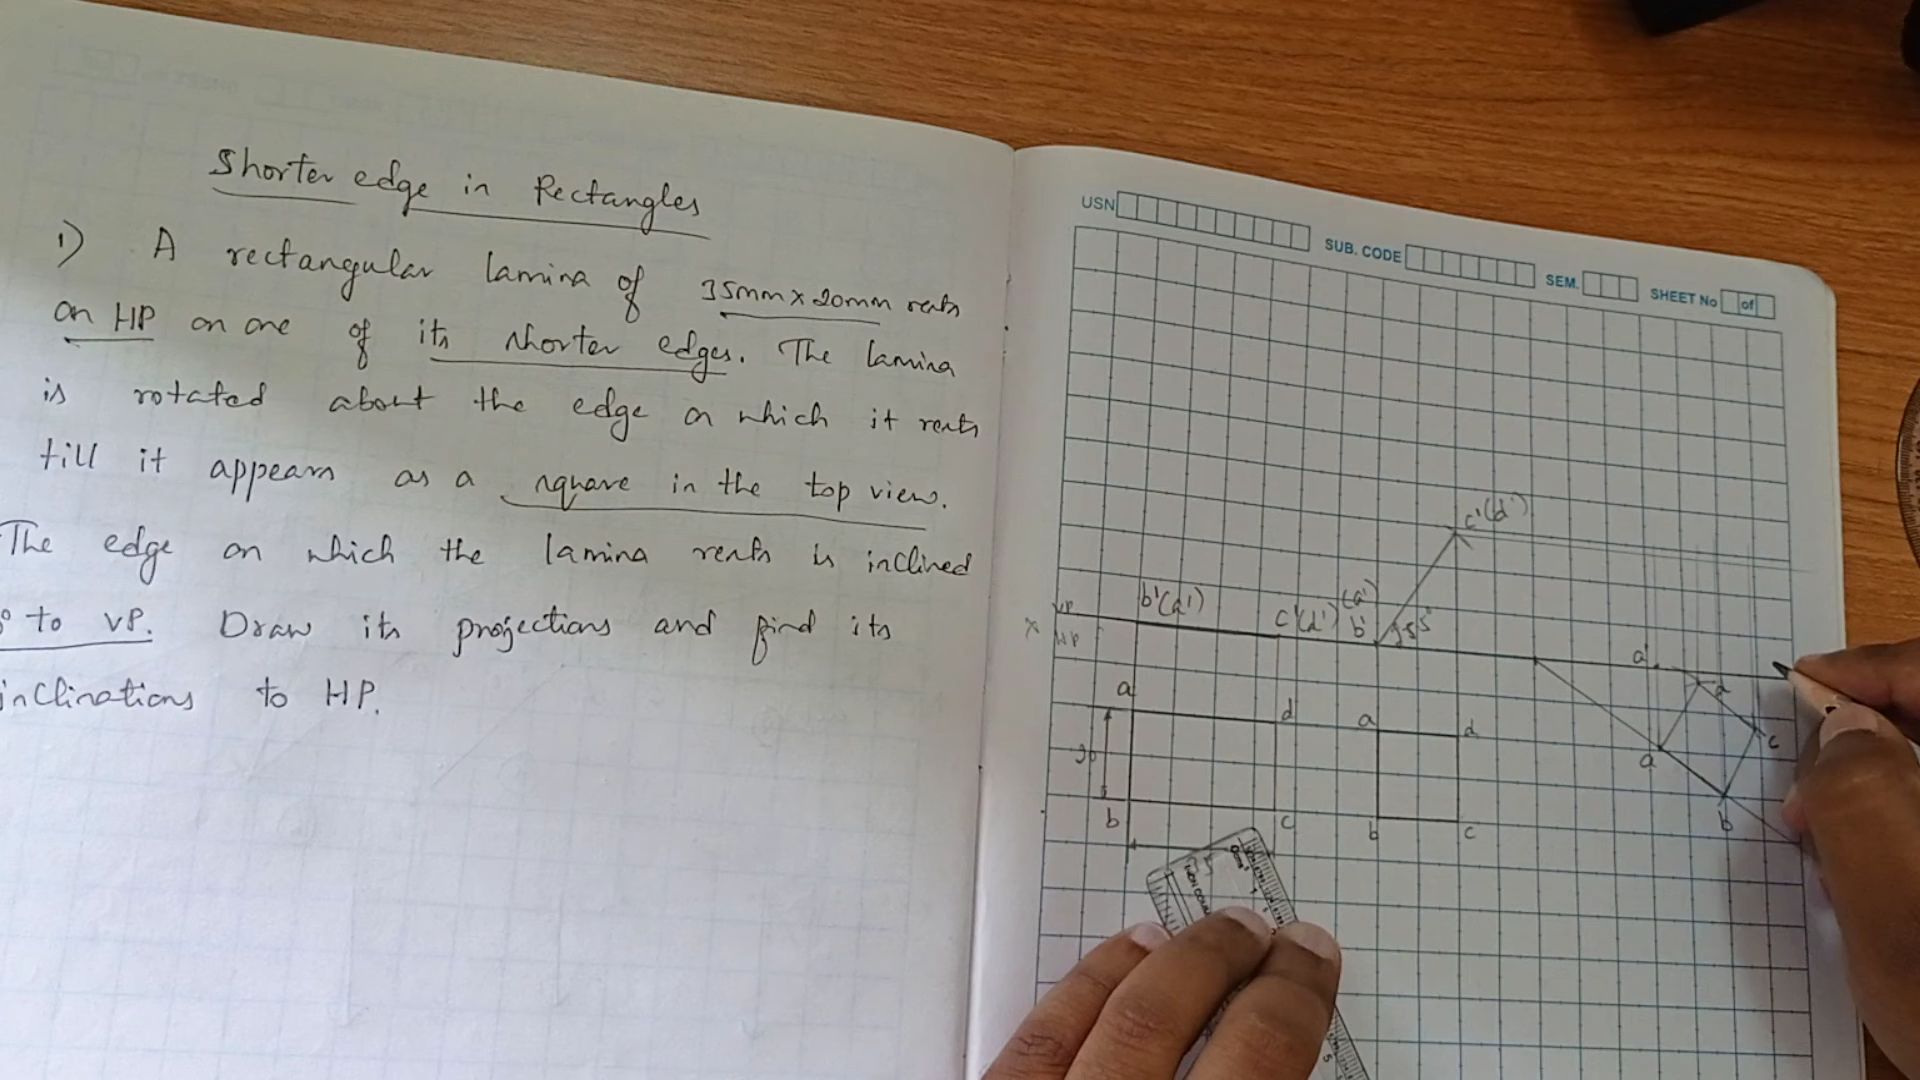 Shorter edge in Rectangles
1) A rectangular lamina of 35mm x 20mm rests
on HP on one of its shorter edges. The lamina
is rotated about the edge on which it rests
till it appears as a square in the top view.
The edge on which the lamina rests is inclined
to VP. Draw its projections and find its
inclinations to HP.
USN
SUB. CODE
SEM.
SHEET No of
c'(d')
b'(a')
c'(d')
(a')
b'
55°
X
VP
HP
a'
a
d
a
d
d
c
a
b
c
b
c
b